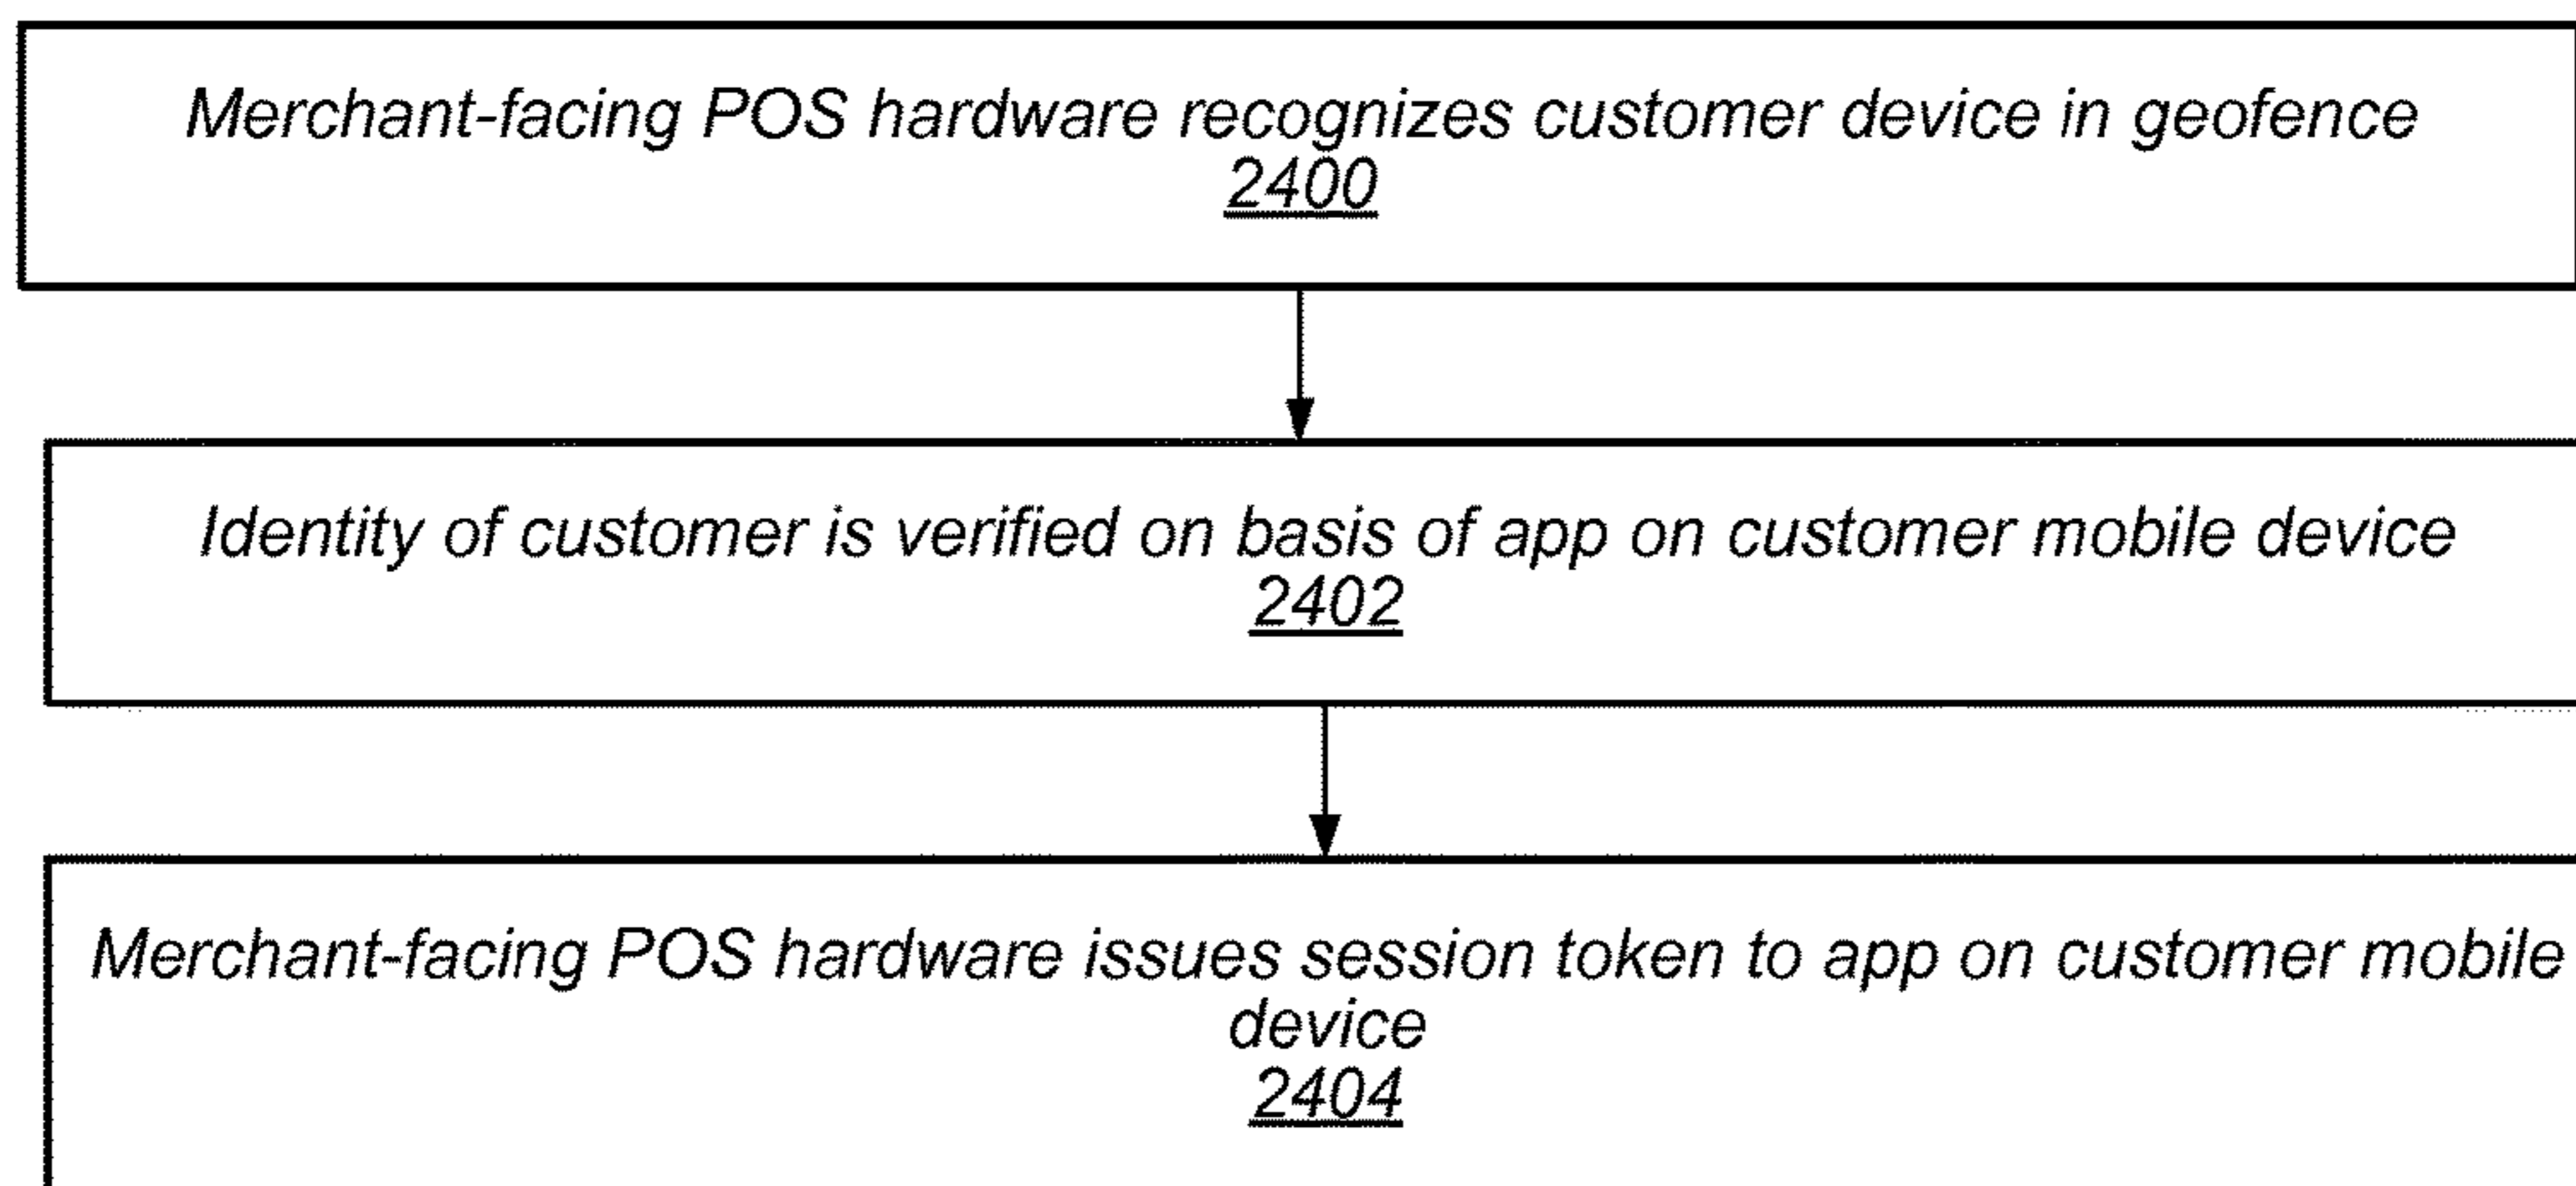 Merchant-facing POS hardware recognizes customer device in geofence
2400
Identity of customer is verified on basis of app on customer mobile device
2402
Merchant-facing POS hardware issues session token to app on customer mobile
device
2404